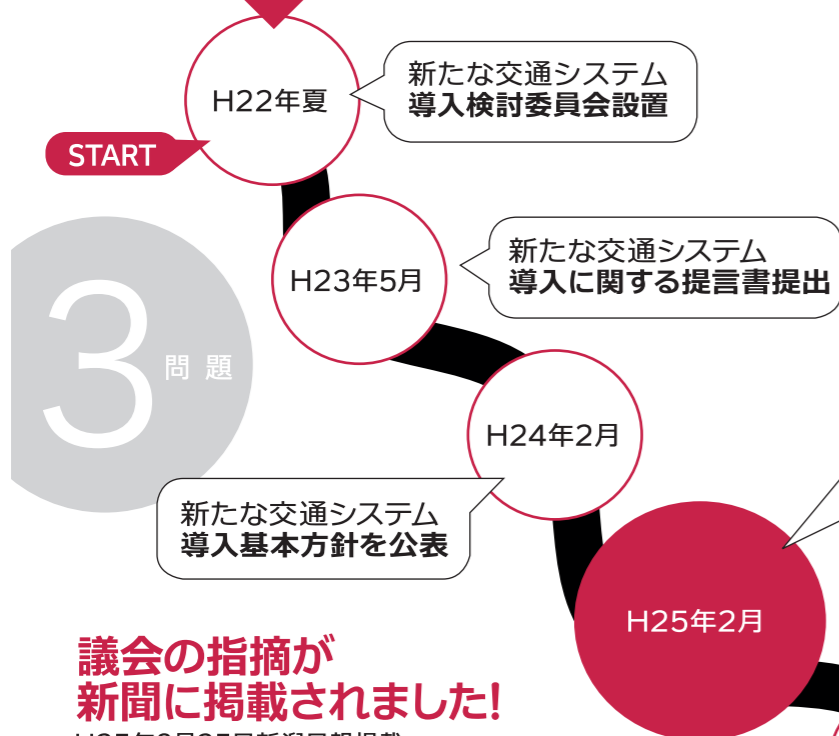 H22年夏
新たな交通システム
導入検討委員会設置
START
H23年5月
新たな交通システム
導入に関する提言書提出
3
問題
H24年2月
新たな交通システム
導入基本方針を公表
H25年2月
議会の指摘が
新聞に掲載されました!